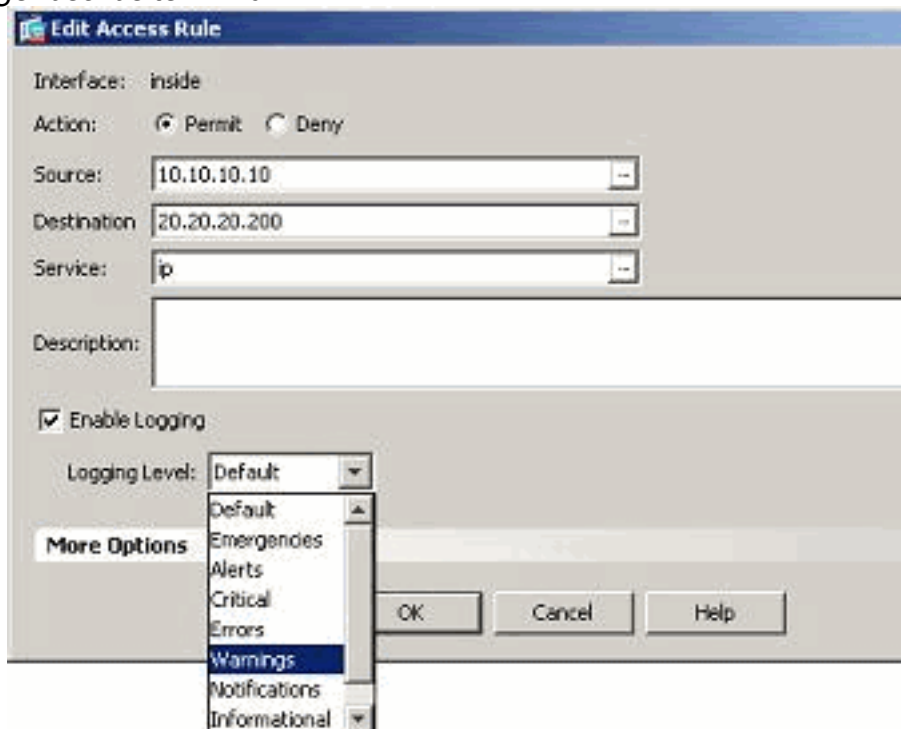 Edit Access Rule
Interface: inside
Action: Permit Deny
Source: 10.10.10.10 ...
Destination 20.20.20.200 ...
Service: ip ...
Description:
Enable Logging
Logging Level: Default
Default
Emergencies
Alerts
Critical
Errors
Warnings
Notifications
Informational
More Options
OK Cancel Help